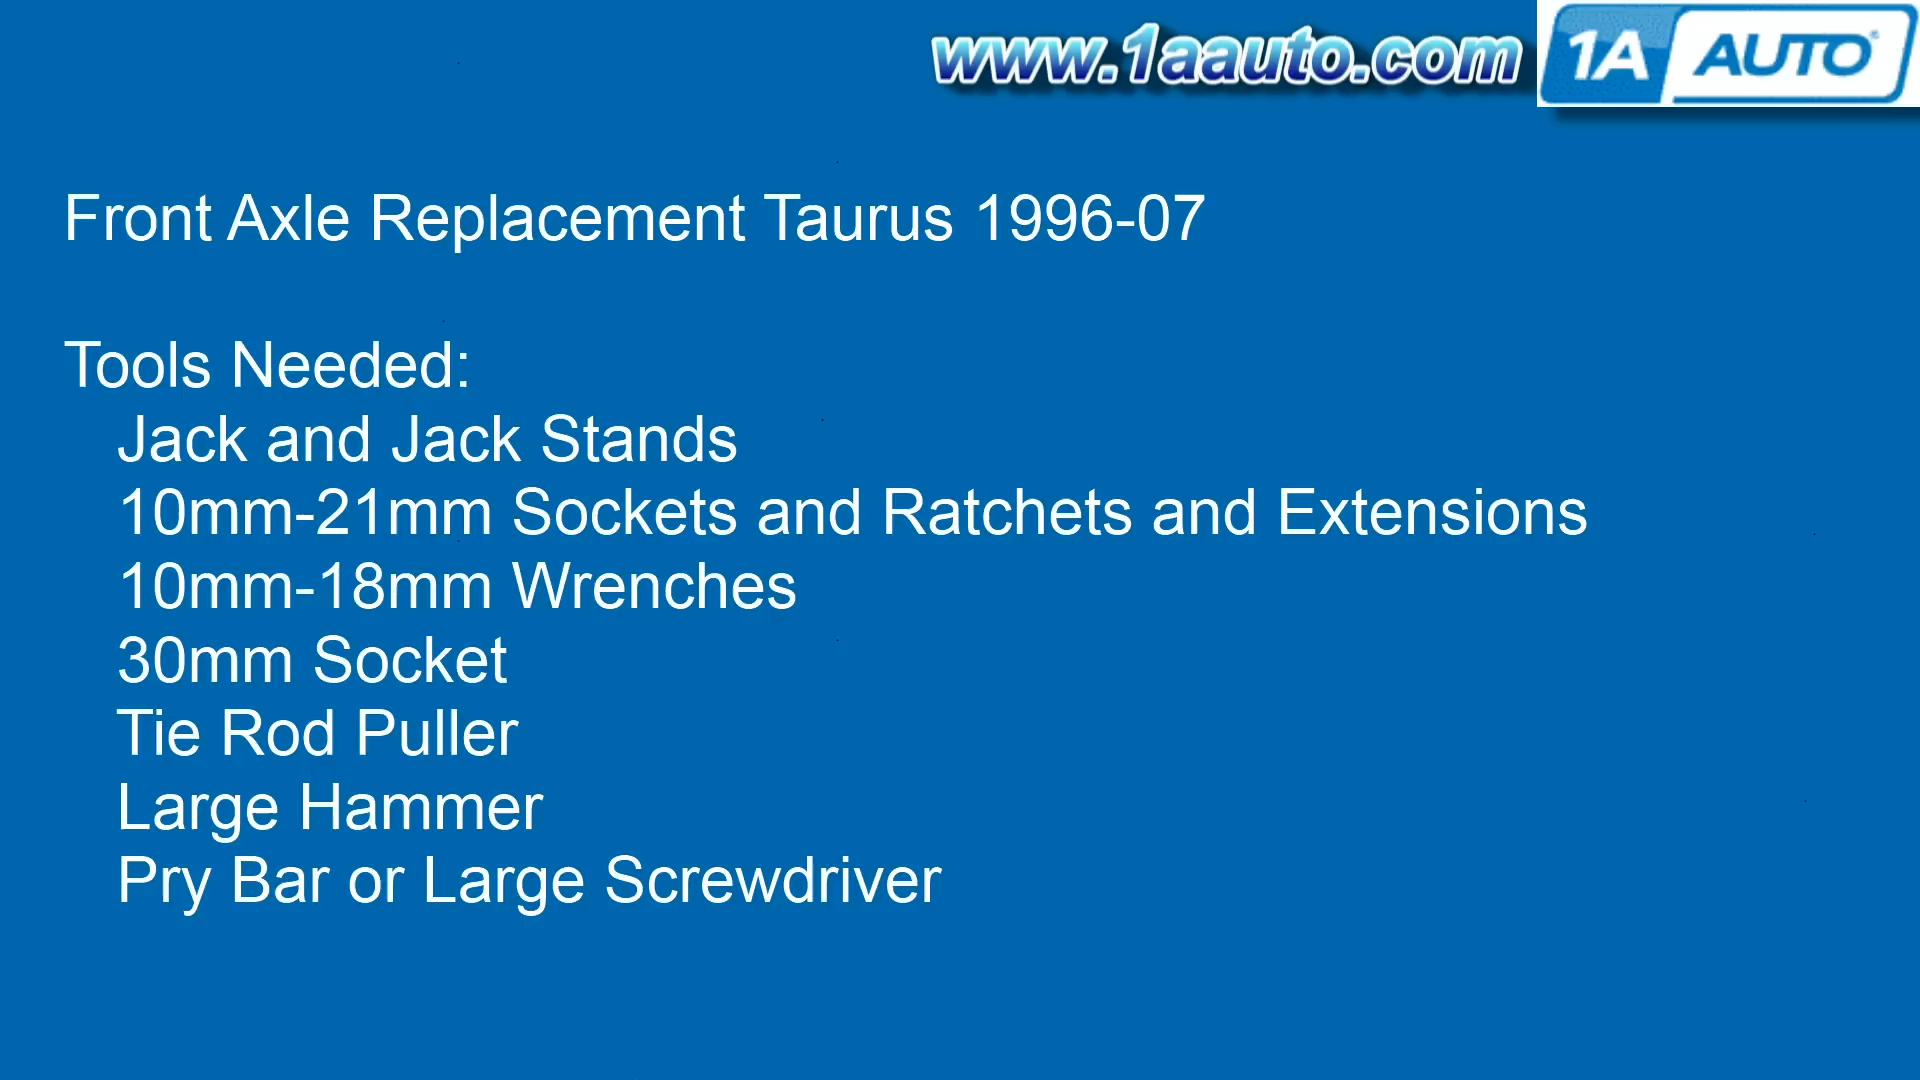 www.1aauto.com 1A AUTO®
Front Axle Replacement Taurus 1996-07
Tools Needed:
Jack and Jack Stands
10mm-21mm Sockets and Ratchets and Extensions
10mm-18mm Wrenches
30mm Socket
Tie Rod Puller
Large Hammer
Pry Bar or Large Screwdriver